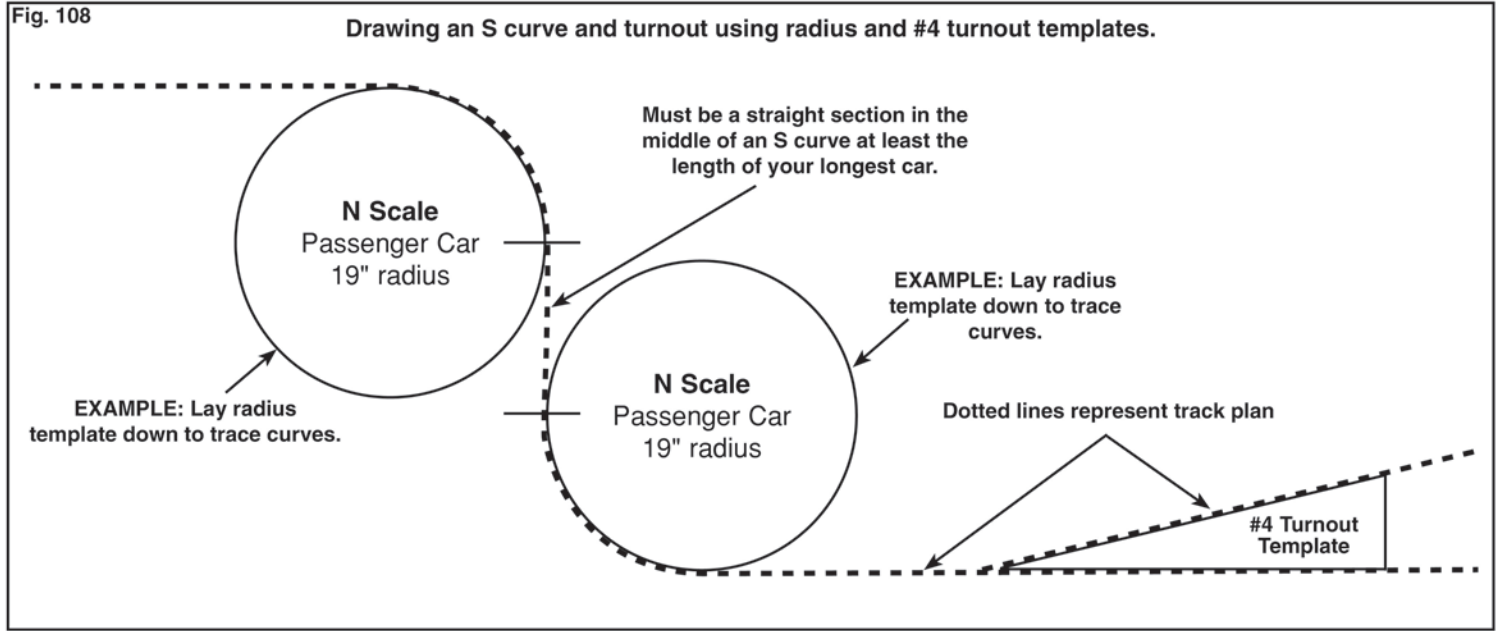 Fig. 108
Drawing an S curve and turnout using radius and #4 turnout templates.
Must be a straight section in the
middle of an S curve at least the
length of your longest car.
N Scale
Passenger Car
19" radius
EXAMPLE: Lay radius
template down to trace
curves.
N Scale
Passenger Car
19" radius
EXAMPLE: Lay radius
template down to trace curves.
Dotted lines represent track plan
#4 Turnout
Template